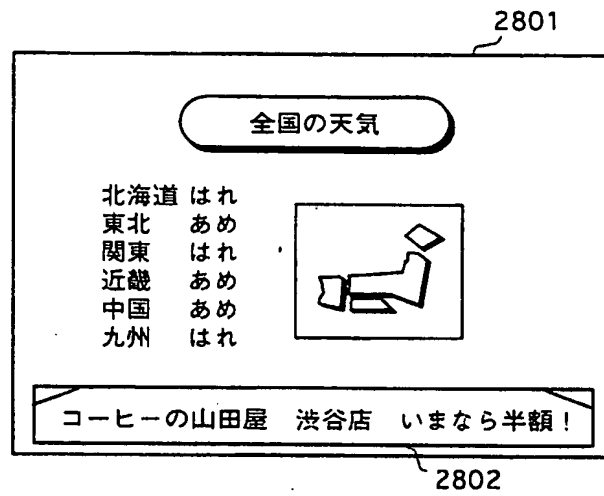 2801
全国の天気
北海道 はれ
東北 あめ
関東 はれ
近畿 あめ
中国 あめ
九州 はれ
コーヒーの山田屋 渋谷店 いまなら半額!
2802